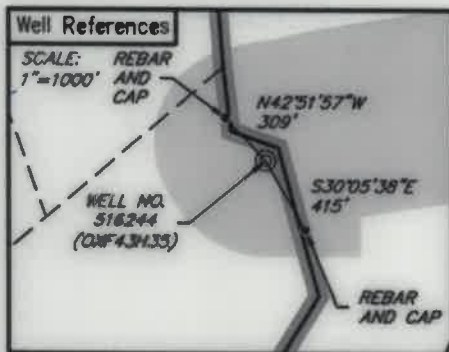 Well References
SCALE:
1"=1000'
REBAR
AND
CAP
N42°51'57"W
309'
S30°05'38"E
415'
WELL NO.
516244
(OXF43H35)
REBAR
AND CAP